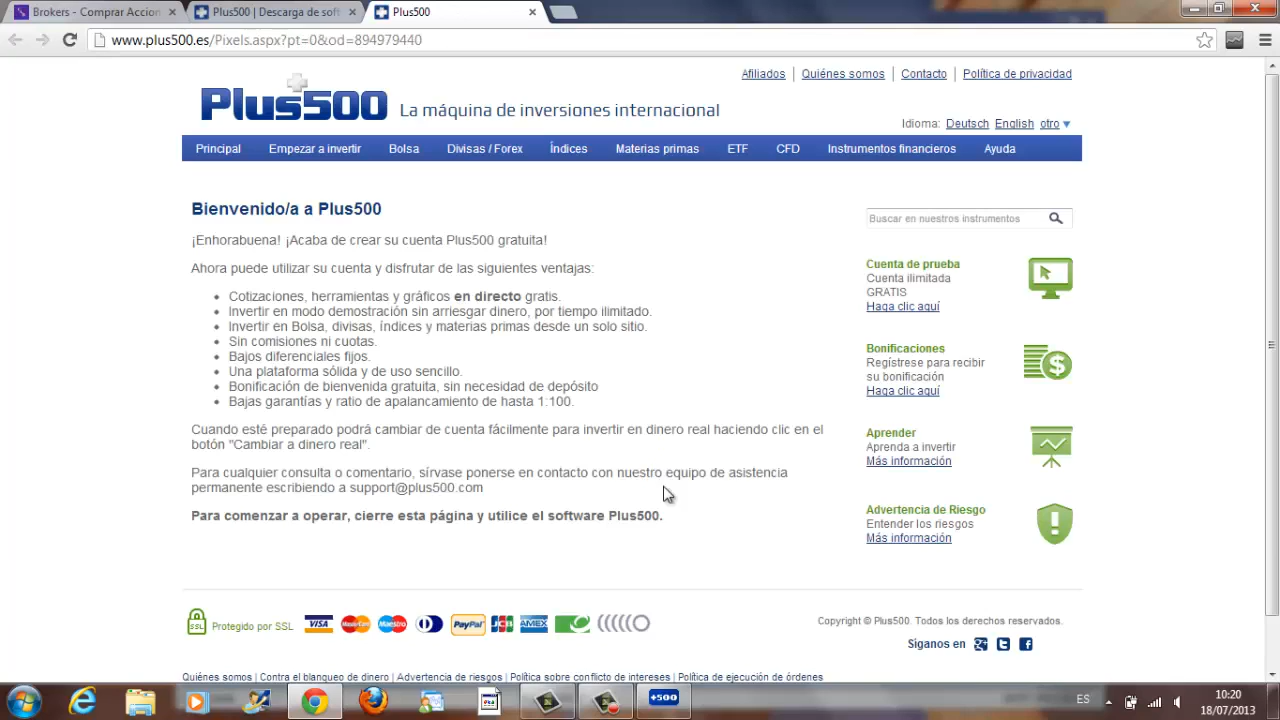 Brokers - Comprar Accion
Plus500 | Descarga de soft
Plus500
www.plus500.es/Pixels.aspx?pt=0&od=894979440
Afiliados | Quiénes somos | Contacto | Política de privacidad
Plus500 La máquina de inversiones internacional
Idioma: Deutsch English otro
Principal Empezar a invertir Bolsa Divisas / Forex Índices Materias primas ETF CFD Instrumentos financieros Ayuda
Bienvenido/a a Plus500
¡Enhorabuena! ¡Acaba de crear su cuenta Plus500 gratuita!
Ahora puede utilizar su cuenta y disfrutar de las siguientes ventajas:
• Cotizaciones, herramientas y gráficos en directo gratis.
• Invertir en modo demostración sin arriesgar dinero, por tiempo ilimitado.
• Invertir en Bolsa, divisas, índices y materias primas desde un solo sitio.
• Sin comisiones ni cuotas.
• Bajos diferenciales fijos.
• Una plataforma sólida y de uso sencillo.
• Bonificación de bienvenida gratuita, sin necesidad de depósito
• Bajas garantías y ratio de apalancamiento de hasta 1:100.
Cuando esté preparado podrá cambiar de cuenta fácilmente para invertir en dinero real haciendo clic en el
botón "Cambiar a dinero real".
Para cualquier consulta o comentario, sírvase ponerse en contacto con nuestro equipo de asistencia
permanente escribiendo a support@plus500.com
Para comenzar a operar, cierre esta página y utilice el software Plus500.
Buscar en nuestros instrumentos
Cuenta de prueba
Cuenta ilimitada
GRATIS
Haga clic aquí
Bonificaciones
Regístrese para recibir
su bonificación
Haga clic aquí
Aprender
Aprenda a invertir
Más información
Advertencia de Riesgo
Entender los riesgos
Más información
SSL Protegido por SSL VISA MasterCard Maestro PayPal JCB AMEX
Copyright © Plus500. Todos los derechos reservados.
Síganos en
Quiénes somos | Contra el blanqueo de dinero | Advertencia de riesgos | Política sobre conflicto de intereses | Política de ejecución de órdenes
+500
ES
10:20
18/07/2013